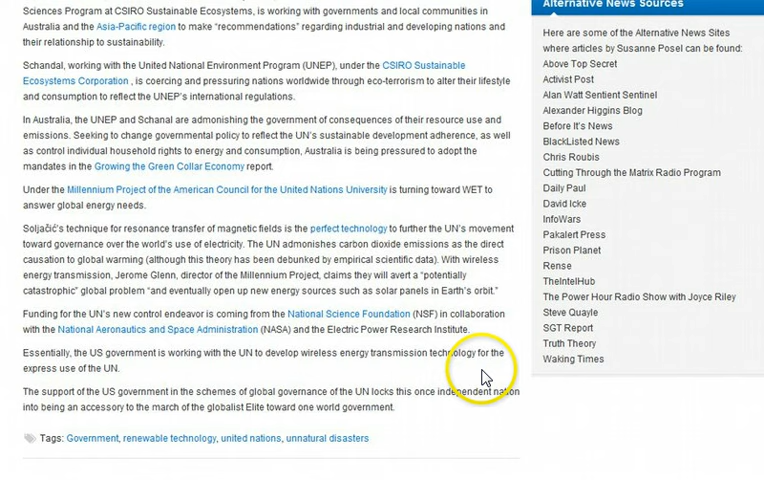 Sciences Program at CSIRO Sustainable Ecosystems, is working with governments and local communities in
Australia and the Asia-Pacific region to make “recommendations” regarding industrial and developing nations and
their relationship to sustainability.
Schandal, working with the United National Environment Program (UNEP), under the CSIRO Sustainable
Ecosystems Corporation , is coercing and pressuring nations worldwide through eco-terrorism to alter their lifestyle
and consumption to reflect the UNEP’s international regulations.
In Australia, the UNEP and Schanal are admonishing the government of consequences of their resource use and
emissions. Seeking to change governmental policy to reflect the UN’s sustainable development adherence, as well
as control individual household rights to energy and consumption, Australia is being pressured to adopt the
mandates in the Growing the Green Collar Economy report.
Under the Millennium Project of the American Council for the United Nations University is turning toward WET to
answer global energy needs.
Soljačić’s technique for resonance transfer of magnetic fields is the perfect technology to further the UN’s movement
toward governance over the world’s use of electricity. The UN admonishes carbon dioxide emissions as the direct
causation to global warming (although this theory has been debunked by empirical scientific data). With wireless
energy transmission, Jerome Glenn, director of the Millennium Project, claims they will avert a “potentially
catastrophic” global problem “and eventually open up new energy sources such as solar panels in Earth’s orbit.”
Funding for the UN’s new control endeavor is coming from the National Science Foundation (NSF) in collaboration
with the National Aeronautics and Space Administration (NASA) and the Electric Power Research Institute.
Essentially, the US government is working with the UN to develop wireless energy transmission technology for the
express use of the UN.
The support of the US government in the schemes of global governance of the UN locks this once independent nation
into being an accessory to the march of the globalist Elite toward one world government.
Tags: Government, renewable technology, united nations, unnatural disasters
Alternative News Sources
Here are some of the Alternative News Sites
where articles by Susanne Posel can be found:
Above Top Secret
Activist Post
Alan Watt Sentient Sentinel
Alexander Higgins Blog
Before It’s News
BlackListed News
Chris Roubis
Cutting Through the Matrix Radio Program
Daily Paul
David Icke
InfoWars
Pakalert Press
Prison Planet
Rense
TheIntelHub
The Power Hour Radio Show with Joyce Riley
Steve Quayle
SGT Report
Truth Theory
Waking Times